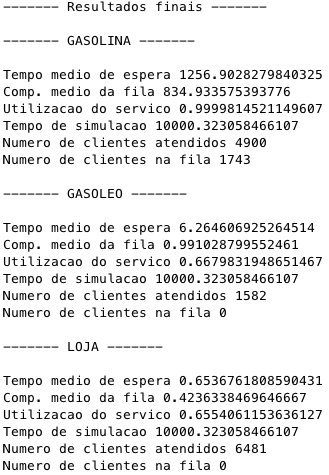 ------- Resultados finais -------
------- GASOLINA -------
Tempo medio de espera 1256.9028279840325
Comp. medio da fila 834.933575393776
Utilizacao do servico 0.9999814521149607
Tempo de simulacao 10000.323058466107
Numero de clientes atendidos 4900
Numero de clientes na fila 1743
------- GASOLEO -------
Tempo medio de espera 6.264606925264514
Comp. medio da fila 0.991028799552461
Utilizacao do servico 0.6679831948651467
Tempo de simulacao 10000.323058466107
Numero de clientes atendidos 1582
Numero de clientes na fila 0
------- LOJA -------
Tempo medio de espera 0.6536761808590431
Comp. medio da fila 0.4236338469646667
Utilizacao do servico 0.6554061153636127
Tempo de simulacao 10000.323058466107
Numero de clientes atendidos 6481
Numero de clientes na fila 0